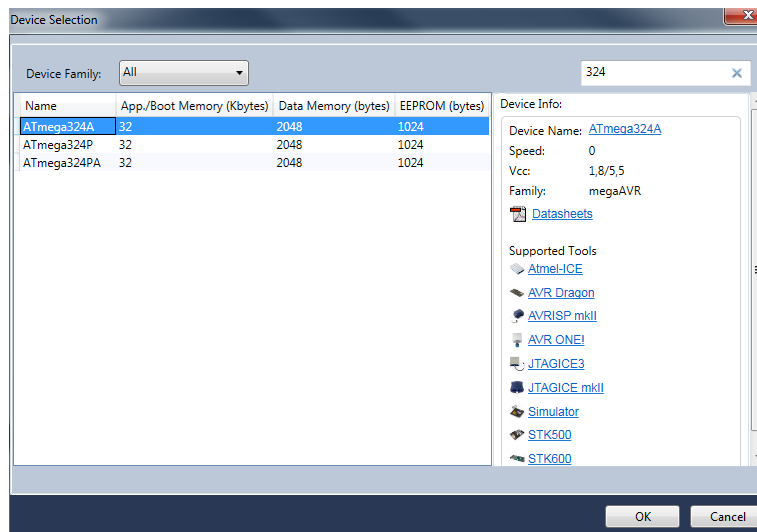 Device Selection
Device Family: All 324
Name App./Boot Memory (Kbytes) Data Memory (bytes) EEPROM (bytes)
ATmega324A 32 2048 1024
ATmega324P 32 2048 1024
ATmega324PA 32 2048 1024
Device Info:
Device Name: ATmega324A
Speed: 0
Vcc: 1,8/5,5
Family: megaAVR
Datasheets
Supported Tools
Atmel-ICE
AVR Dragon
AVRISP mkII
AVR ONE!
JTAGICE3
JTAGICE mkII
Simulator
STK500
STK600
OK Cancel